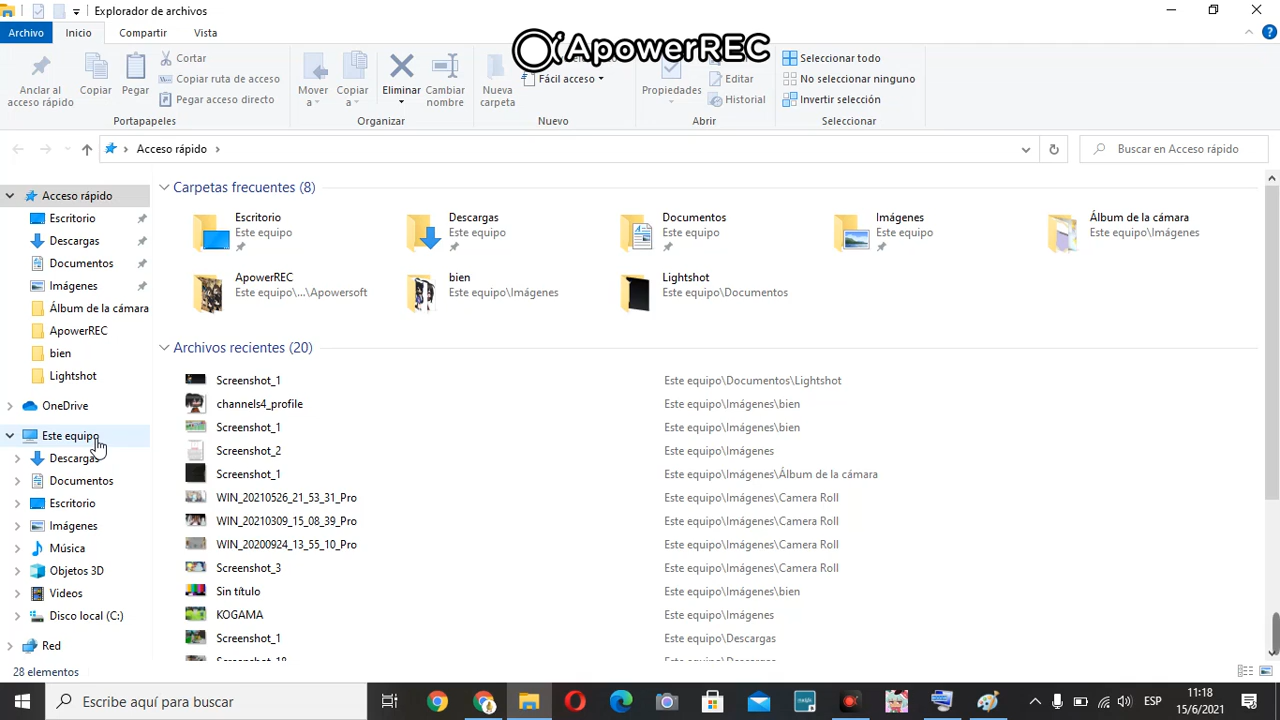 Explorador de archivos
Archivo Inicio Compartir Vista
ApowerREC
Anclar al acceso rápido
Copiar
Pegar
Cortar
Copiar ruta de acceso
Pegar acceso directo
Portapapeles
Mover a
Copiar a
Eliminar
Cambiar nombre
Organizar
Nueva carpeta
Fácil acceso
Nuevo
Propiedades
Editar
Historial
Abrir
Seleccionar todo
No seleccionar ninguno
Invertir selección
Seleccionar
Acceso rápido
Buscar en Acceso rápido
Acceso rápido
Escritorio
Descargas
Documentos
Imágenes
Álbum de la cámara
ApowerREC
bien
Lightshot
OneDrive
Este equipo
Descargas
Documentos
Escritorio
Imágenes
Música
Objetos 3D
Videos
Disco local (C:)
Red
Carpetas frecuentes (8)
Escritorio
Este equipo
Descargas
Este equipo
Documentos
Este equipo
Imágenes
Este equipo
Álbum de la cámara
Este equipo\Imágenes
ApowerREC
Este equipo\...\Apowersoft
bien
Este equipo\Imágenes
Lightshot
Este equipo\Documentos
Archivos recientes (20)
Screenshot_1 Este equipo\Documentos\Lightshot
channels4_profile Este equipo\Imágenes\bien
Screenshot_1 Este equipo\Imágenes\bien
Screenshot_2 Este equipo\Imágenes
Screenshot_1 Este equipo\Imágenes\Álbum de la cámara
WIN_20210526_21_53_31_Pro Este equipo\Imágenes\Camera Roll
WIN_20210309_15_08_39_Pro Este equipo\Imágenes\Camera Roll
WIN_20200924_13_55_10_Pro Este equipo\Imágenes\Camera Roll
Screenshot_3 Este equipo\Imágenes\Camera Roll
Sin título Este equipo\Imágenes\bien
KOGAMA Este equipo\Imágenes
Screenshot_1 Este equipo\Descargas
Screenshot_18 Este equipo\Descargas
28 elementos
Escribe aquí para buscar
ESP
11:18
15/6/2021